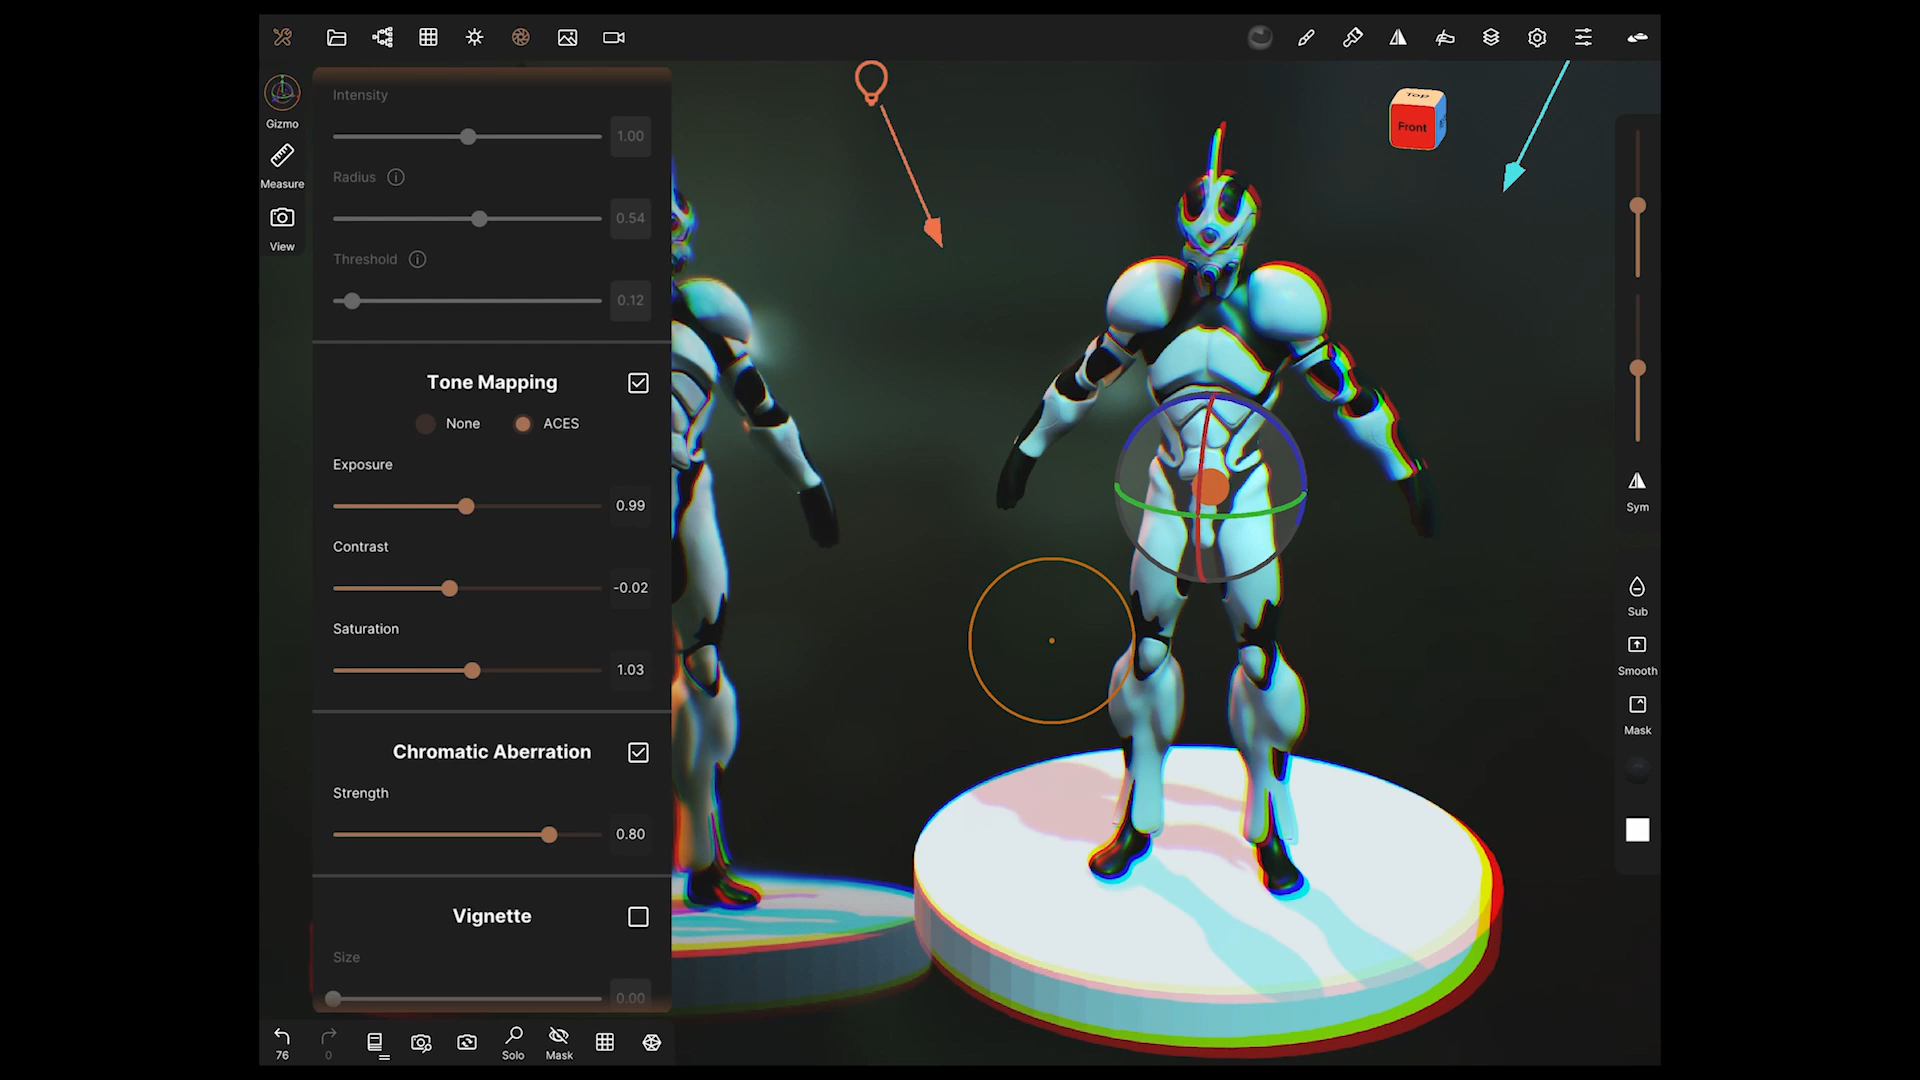 Gizmo
Measure
View
Intensity
1.00
Radius
0.54
Threshold
0.12
Tone Mapping
None
ACES
Exposure
0.99
Contrast
-0.02
Saturation
1.03
Chromatic Aberration
Strength
0.80
Vignette
Size
0.00
Top
Front
Sym
Sub
Smooth
Mask
76
0
Solo
Mask